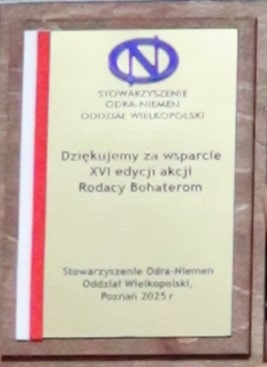 STOWARZYSZENIE
ODRA-NIEMEN
ODDZIAŁ WIELKOPOLSKI
Dziękujemy za wsparcie
XVI edycji akcji
Rodacy Bohaterom
Stowarzyszenie Odra-Niemen
Oddział Wielkopolski,
Poznań 2025 r